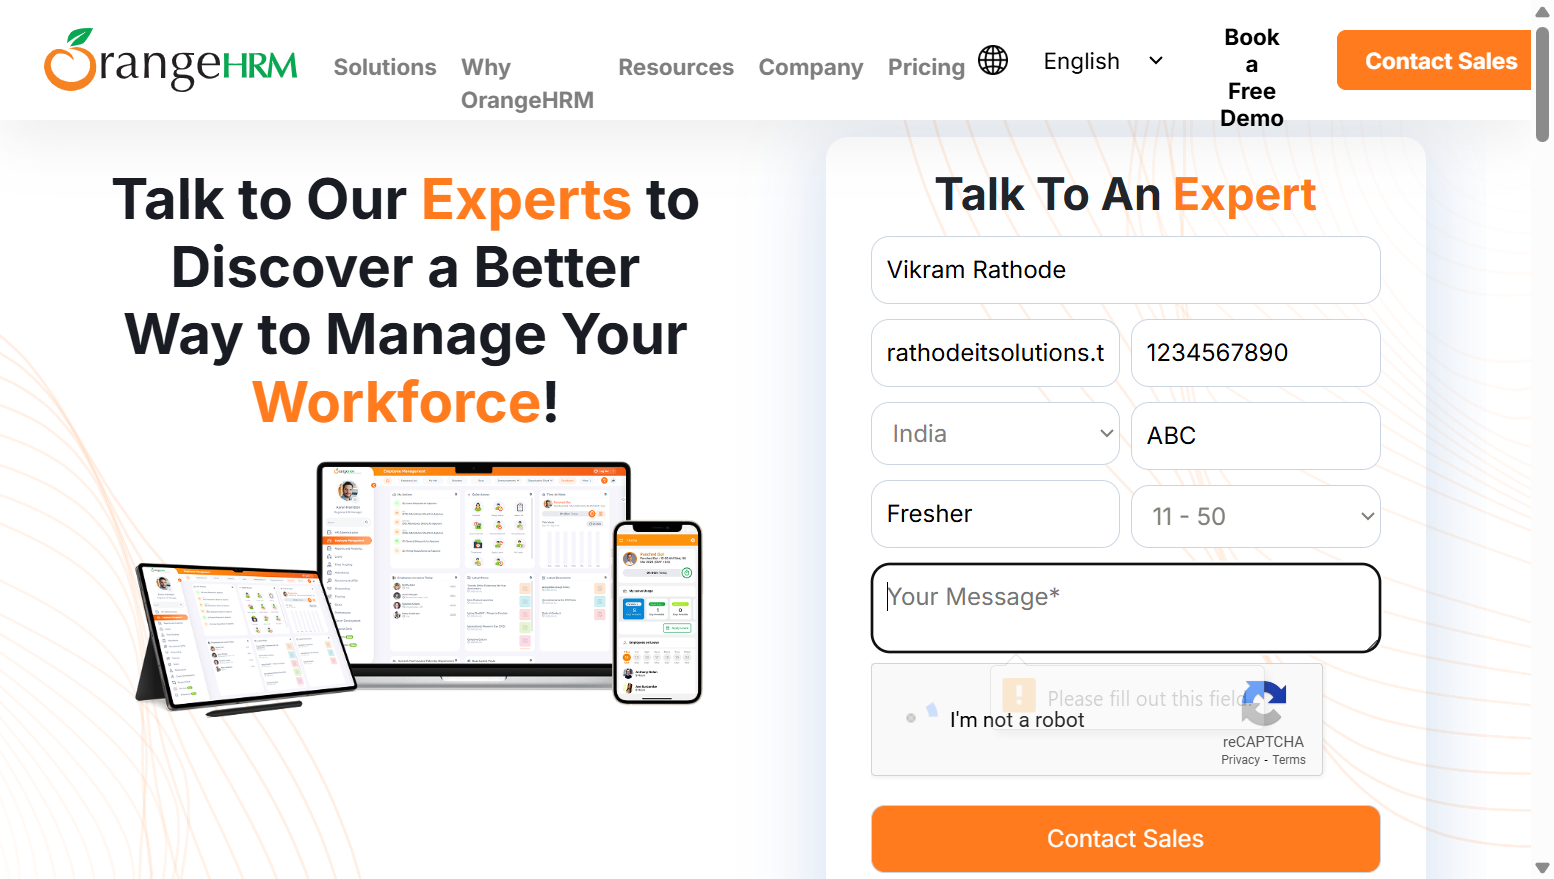 OrangeHRM
Solutions
Why
OrangeHRM
Resources
Company
Pricing
English
Book
a
Free
Demo
Contact Sales
Talk to Our Experts to
Discover a Better
Way to Manage Your
Workforce!
Talk To An Expert
Vikram Rathode
rathodeitsolutions.t
1234567890
India
ABC
Fresher
11 - 50
Your Message*
Please fill out this field.
I'm not a robot
reCAPTCHA
Privacy - Terms
Contact Sales